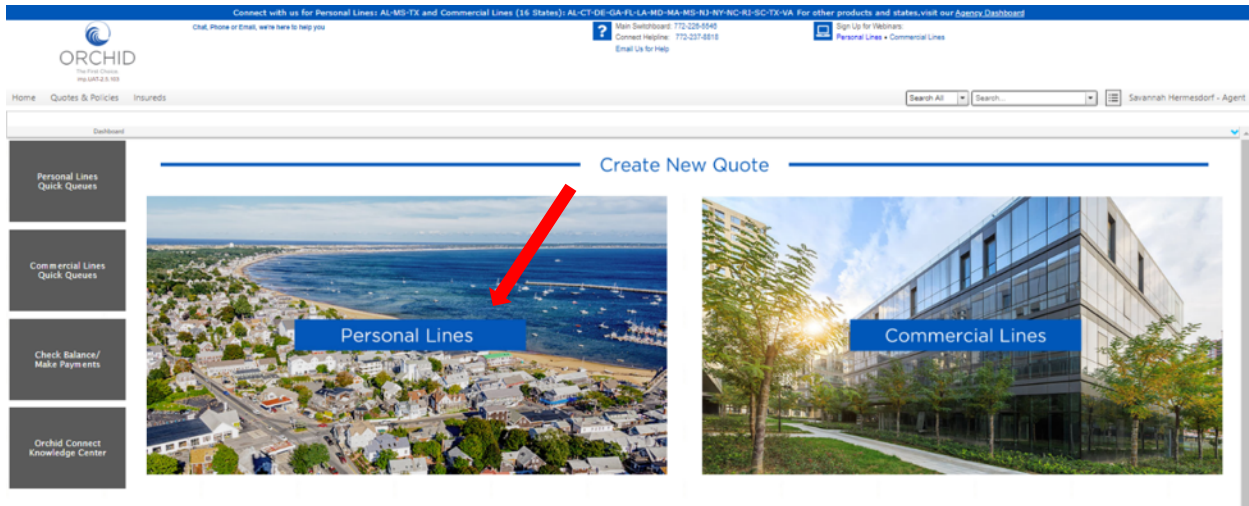 Connect with us for Personal Lines: AL-MS-TX and Commercial Lines (16 States): AL-CT-DE-GA-FL-LA-MD-MA-MS-NJ-NY-NC-RI-SC-TX-VA For other products and states,visit our Agency Dashboard
ORCHID
The First Choice.
Chat, Phone or Email, we're here to help you
? Main Switchboard: 772-226-5546
Connect Helpline: 772-237-8818
Email Us for Help
Sign Up for Webinars:
Personal Lines • Commercial Lines
Home Quotes & Policies Insureds
Search All Search... Savannah Hermesdorf - Agent
Dashboard
Create New Quote
Personal Lines
Quick Queues
Commercial Lines
Quick Queues
Check Balance/
Make Payments
Orchid Connect
Knowledge Center
Personal Lines
Commercial Lines